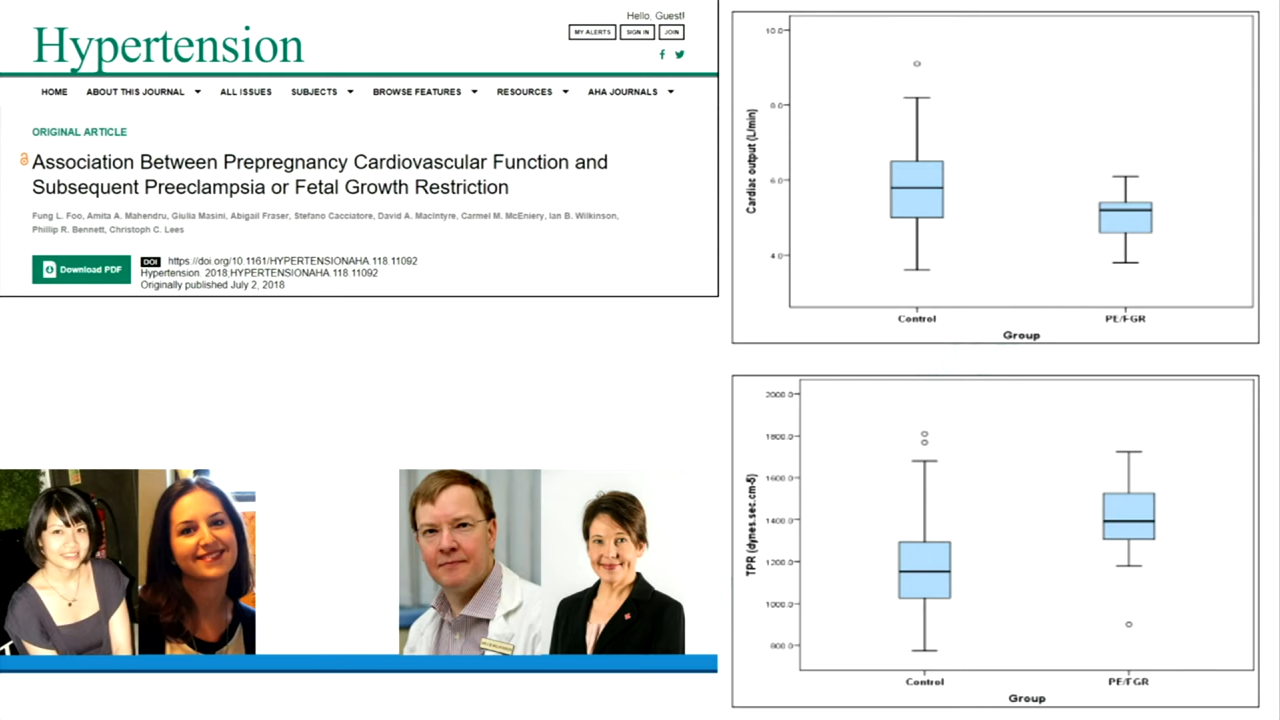 Hello, Guest!
Hypertension
MY ALERTS SIGN IN JOIN
HOME ABOUT THIS JOURNAL ALL ISSUES SUBJECTS BROWSE FEATURES RESOURCES AHA JOURNALS
ORIGINAL ARTICLE
Association Between Prepregnancy Cardiovascular Function and
Subsequent Preeclampsia or Fetal Growth Restriction
Fung L. Foo, Amita A. Mahendru, Giulia Masini, Abigail Fraser, Stefano Cacciatore, David A. MacIntyre, Carmel M. McEniery, Ian B. Wilkinson,
Phillip R. Bennett, Christoph C. Lees
Download PDF
DOI https://doi.org/10.1161/HYPERTENSIONAHA.118.11092
Hypertension. 2018;HYPERTENSIONAHA.118.11092
Originally published July 2, 2018
Cardiac output (L/min)
10.0
8.0
6.0
4.0
Control PE/FGR
Group
TPR (dynes.sec.cm-5)
2000.0
1800.0
1600.0
1400.0
1200.0
1000.0
800.0
Control PE/FGR
Group